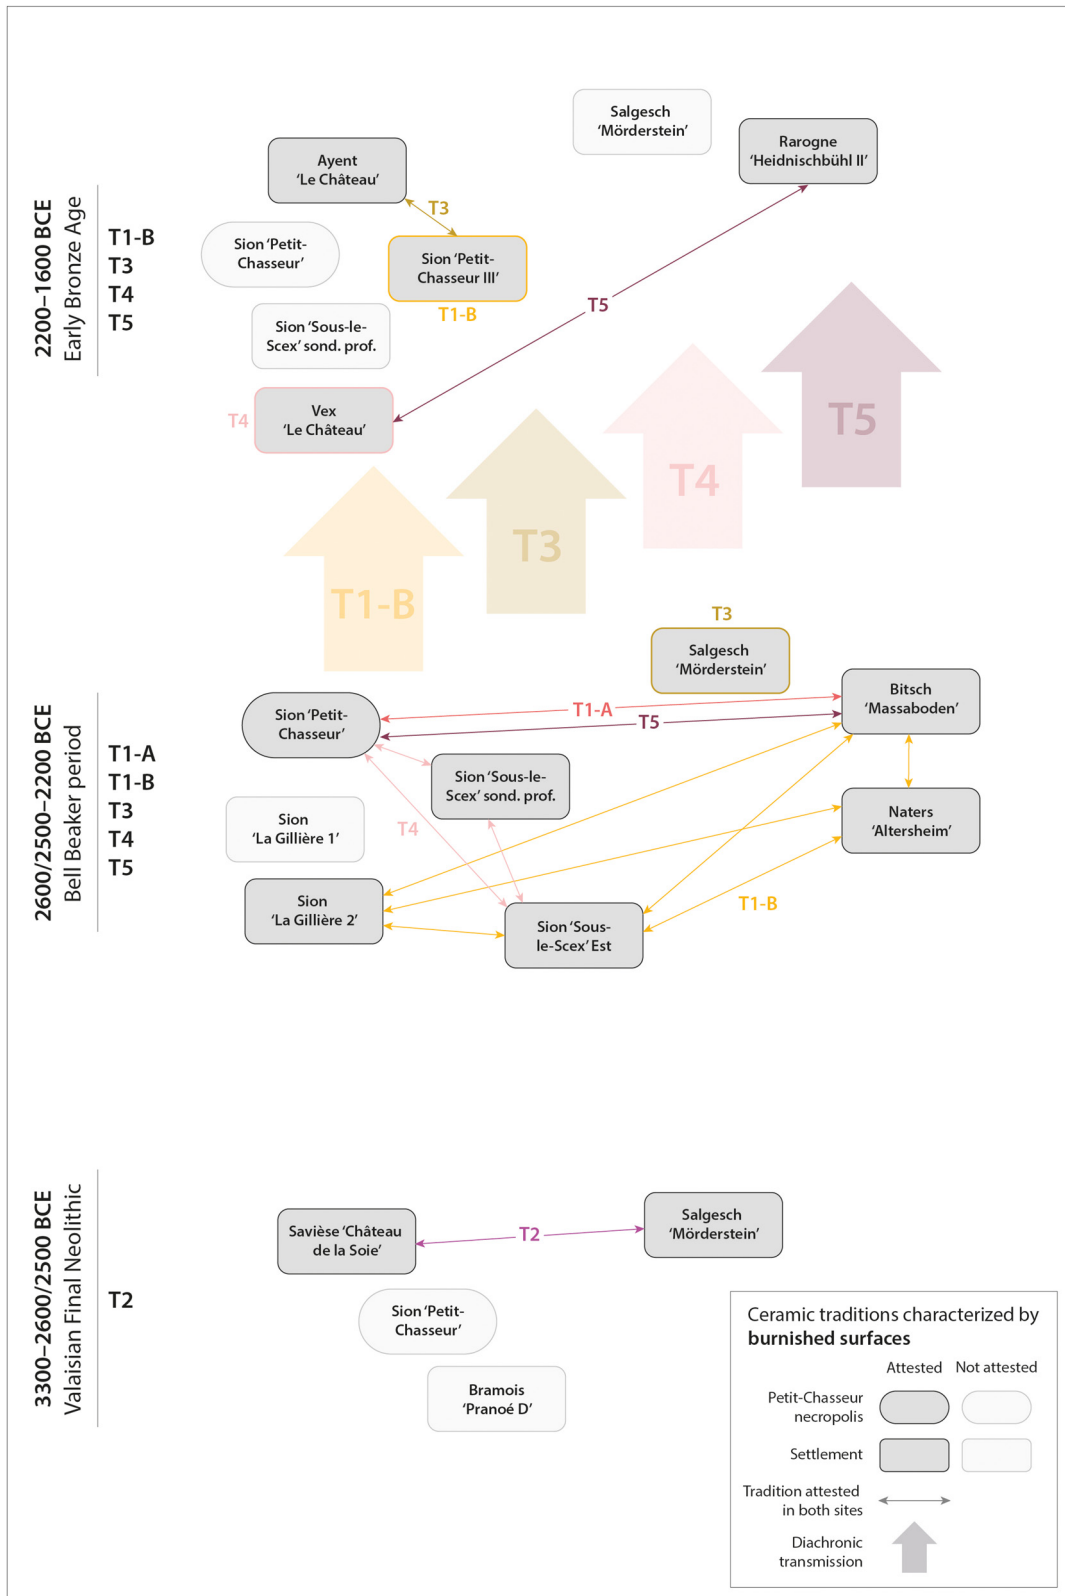 2200–1600 BCE
Early Bronze Age
T1-B
T3
T4
T5
Salgesch
‘Mörderstein’
Rarogne
‘Heidnischbühl II’
Ayent
‘Le Château’
T3
Sion ‘Petit-
Chasseur’
Sion ‘Petit-
Chasseur III’
T1-B
Sion ‘Sous-le-
Scex’ sond. prof.
T5
T4
Vex
‘Le Château’
T5
T4
T3
T1-B
2600/2500–2200 BCE
Bell Beaker period
T1-A
T1-B
T3
T4
T5
T3
Salgesch
‘Mörderstein’
Bitsch
‘Massaboden’
Sion ‘Petit-
Chasseur’
T1-A
T5
Sion ‘Sous-le-
Scex’ sond. prof.
Naters
‘Altersheim’
Sion
‘La Gillière 1’
T4
Sion
‘La Gillière 2’
T1-B
Sion ‘Sous-
le-Scex’ Est
3300–2600/2500 BCE
Valaisian Final Neolithic
T2
Savièse ‘Château
de la Soie’
T2
Salgesch
‘Mörderstein’
Sion ‘Petit-
Chasseur’
Bramois
‘Pranoé D’
Ceramic traditions characterized by
burnished surfaces
Attested
Not attested
Petit-Chasseur
necropolis
Settlement
Tradition attested
in both sites
Diachronic
transmission